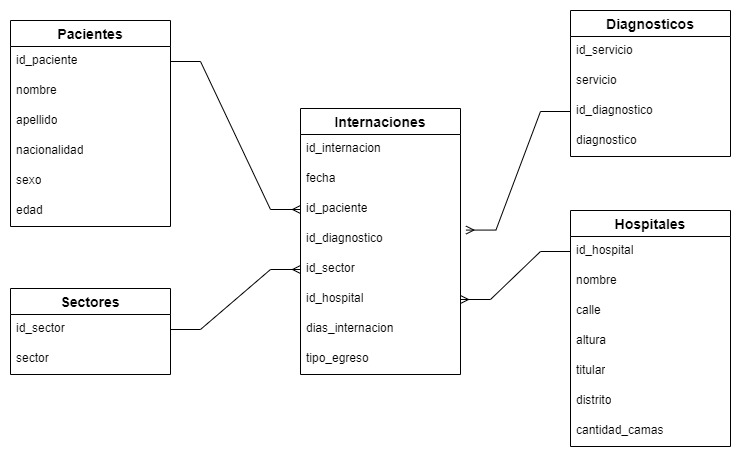 Pacientes
id_paciente
nombre
apellido
nacionalidad
sexo
edad
Sectores
id_sector
sector
Internaciones
id_internacion
fecha
id_paciente
id_diagnostico
id_sector
id_hospital
dias_internacion
tipo_egreso
Diagnosticos
id_servicio
servicio
id_diagnostico
diagnostico
Hospitales
id_hospital
nombre
calle
altura
titular
distrito
cantidad_camas